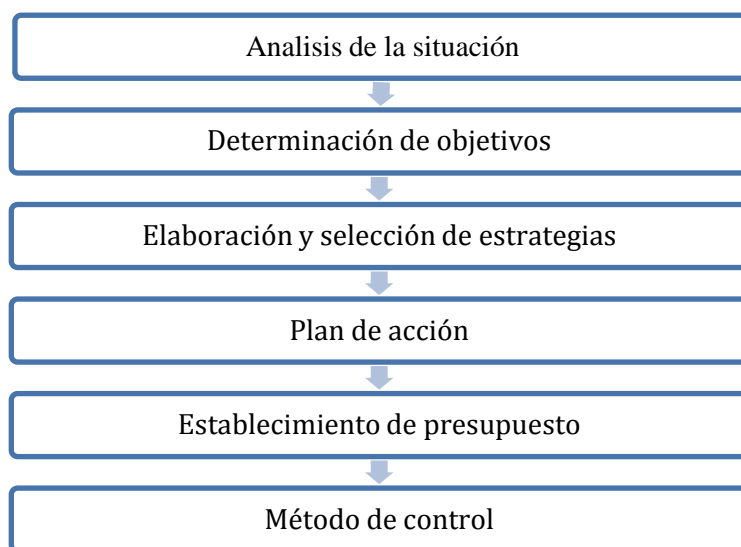 Analisis de la situación
Determinación de objetivos
Elaboración y selección de estrategias
Plan de acción
Establecimiento de presupuesto
Método de control